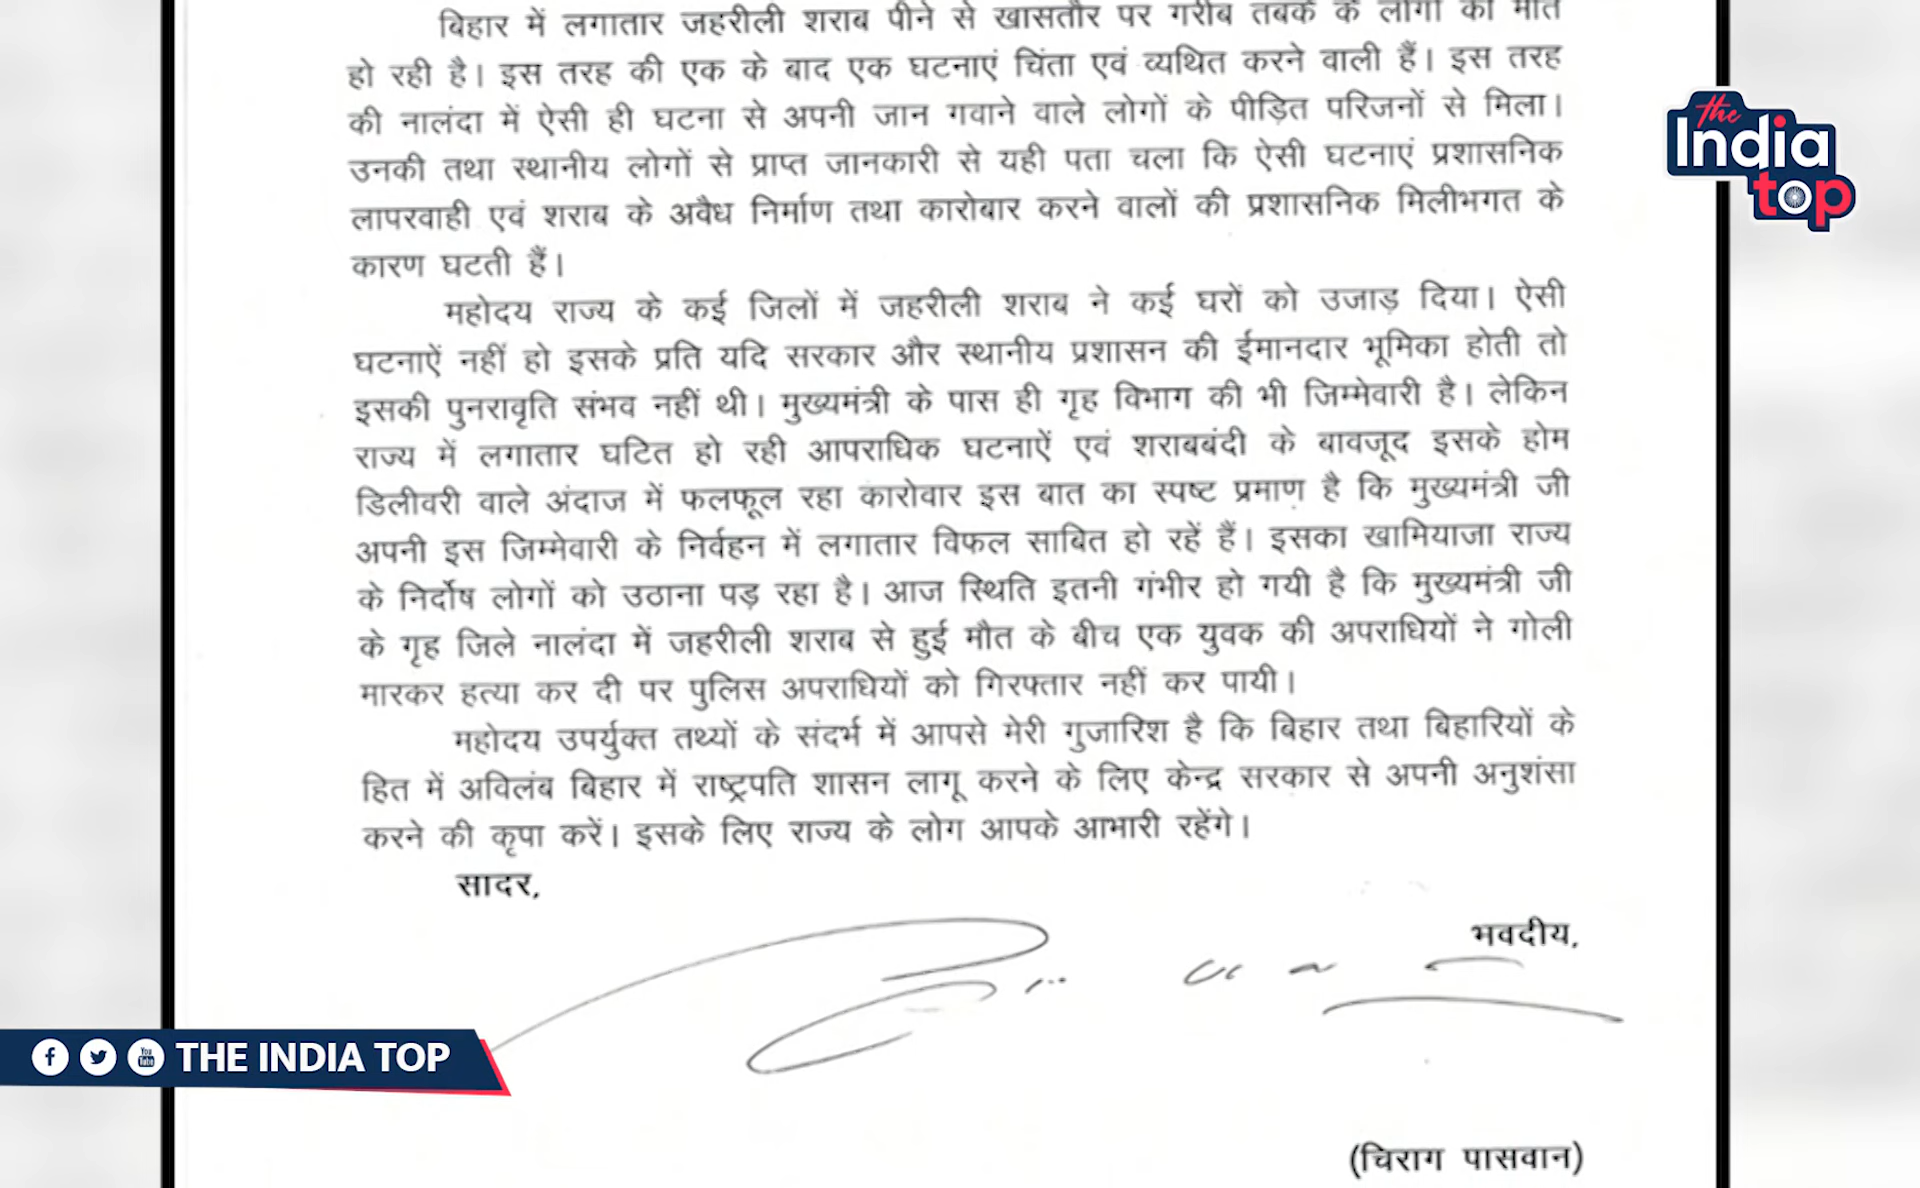 बिहार में लगातार जहरीली शराब पीने से खासतौर पर गरीब तबके के लोगों की मौत
हो रही है। इस तरह की एक के बाद एक घटनाएं चिंता एवं व्यथित करने वाली हैं। इस तरह
की नालंदा में ऐसी ही घटना से अपनी जान गवाने वाले लोगों के पीड़ित परिजनों से मिला।
उनकी तथा स्थानीय लोगों से प्राप्त जानकारी से यही पता चला कि ऐसी घटनाएं प्रशासनिक
लापरवाही एवं शराब के अवैध निर्माण तथा कारोबार करने वालों की प्रशासनिक मिलीभगत के
कारण घटती हैं।
महोदय राज्य के कई जिलों में जहरीली शराब ने कई घरों को उजाड़ दिया। ऐसी
घटनाऐं नहीं हो इसके प्रति यदि सरकार और स्थानीय प्रशासन की ईमानदार भूमिका होती तो
इसकी पुनरावृति संभव नहीं थी। मुख्यमंत्री के पास ही गृह विभाग की भी जिम्मेवारी है। लेकिन
राज्य में लगातार घटित हो रही आपराधिक घटनाऐं एवं शराबबंदी के बावजूद इसके होम
डिलीवरी वाले अंदाज में फलफूल रहा कारोवार इस बात का स्पष्ट प्रमाण है कि मुख्यमंत्री जी
अपनी इस जिम्मेवारी के निर्वहन में लगातार विफल साबित हो रहें हैं। इसका खामियाजा राज्य
के निर्दोष लोगों को उठाना पड़ रहा है। आज स्थिति इतनी गंभीर हो गयी है कि मुख्यमंत्री जी
के गृह जिले नालंदा में जहरीली शराब से हुई मौत के बीच एक युवक की अपराधियों ने गोली
मारकर हत्या कर दी पर पुलिस अपराधियों को गिरफ्तार नहीं कर पायी।
महोदय उपर्युक्त तथ्यों के संदर्भ में आपसे मेरी गुजारिश है कि बिहार तथा बिहारियों के
हित में अविलंब बिहार में राष्ट्रपति शासन लागू करने के लिए केन्द्र सरकार से अपनी अनुशंसा
करने की कृपा करें। इसके लिए राज्य के लोग आपके आभारी रहेंगे।
सादर,
भवदीय,
(चिराग पासवान)
the
India
top
THE INDIA TOP